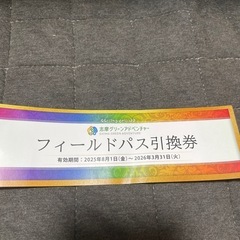 志摩グリーンアドベンチャー
フィールドパス引換券
有効期間：2025年8月1日(金)～2026年3月31日(火)